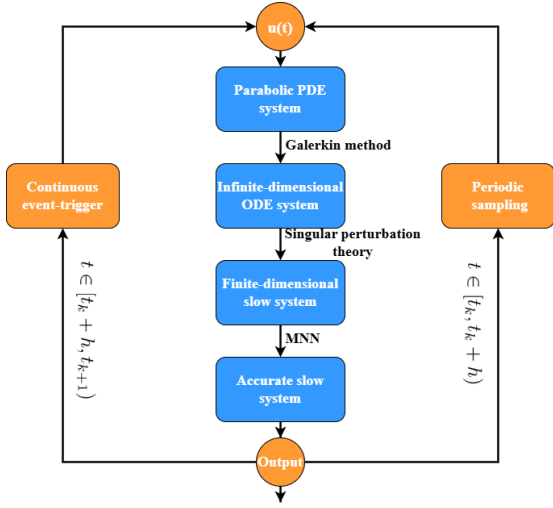 u(t)
Parabolic PDE
system
Galerkin method
Continuous
event-trigger
Infinite-dimensional
ODE system
Periodic
sampling
Singular perturbation
theory
t ∈ [t_k + h, t_{k+1})
Finite-dimensional
slow system
t ∈ [t_k, t_k + h)
MNN
Accurate slow
system
Output